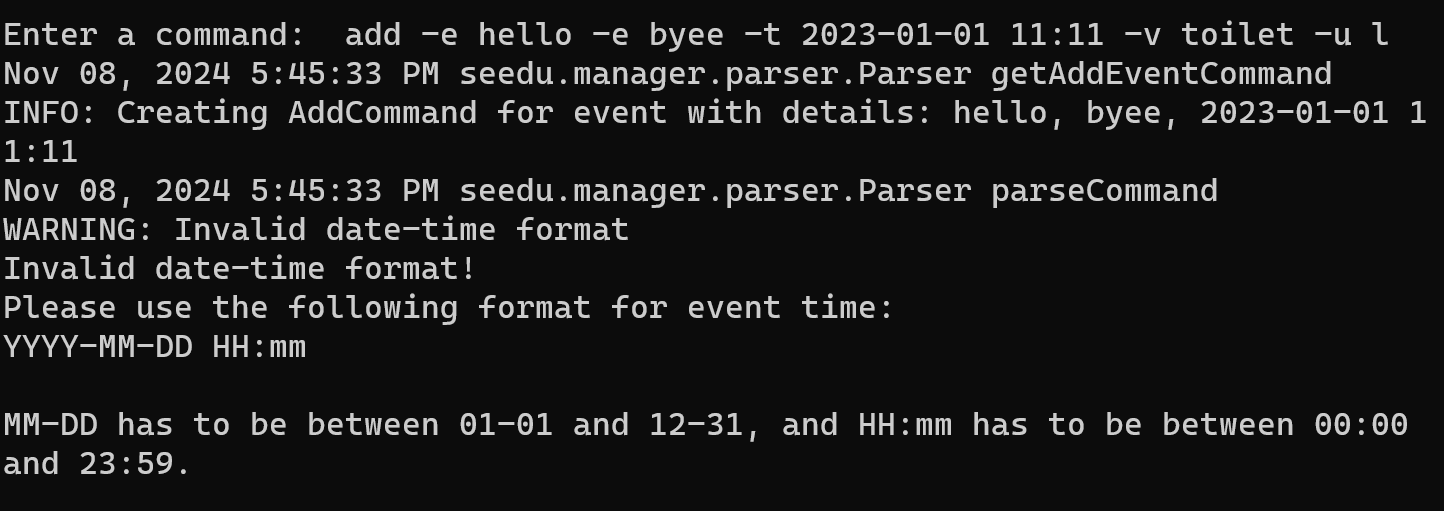 Enter a command:  add -e hello -e byee -t 2023-01-01 11:11 -v toilet -u l
Nov 08, 2024 5:45:33 PM seedu.manager.parser.Parser getAddEventCommand
INFO: Creating AddCommand for event with details: hello, byee, 2023-01-01 1
1:11
Nov 08, 2024 5:45:33 PM seedu.manager.parser.Parser parseCommand
WARNING: Invalid date-time format
Invalid date-time format!
Please use the following format for event time:
YYYY-MM-DD HH:mm
MM-DD has to be between 01-01 and 12-31, and HH:mm has to be between 00:00
and 23:59.